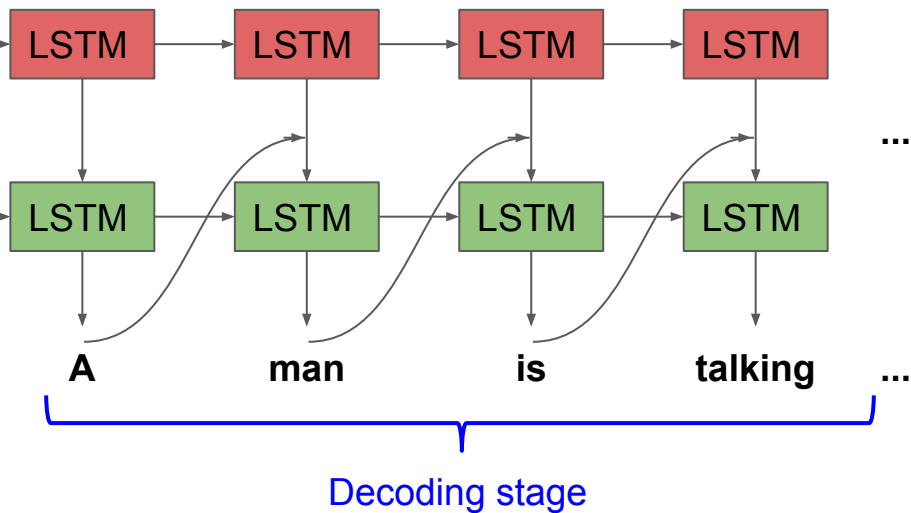 LSTM LSTM LSTM LSTM
...
LSTM LSTM LSTM LSTM
A man is talking ...
Decoding stage